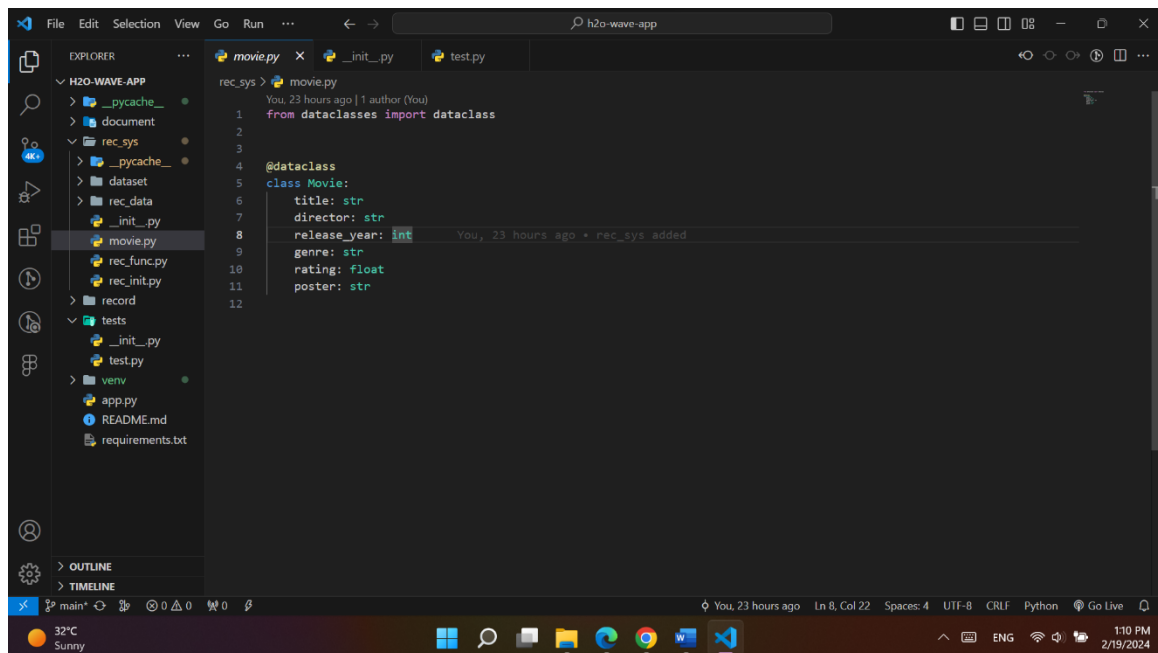 File Edit Selection View Go Run ··· h2o-wave-app
EXPLORER ···
H2O-WAVE-APP
__pycache__
document
rec_sys
__pycache__
dataset
rec_data
__init__.py
movie.py
rec_func.py
rec_init.py
record
tests
__init__.py
test.py
venv
app.py
README.md
requirements.txt
OUTLINE
TIMELINE
4K+
movie.py __init__.py test.py
rec_sys > movie.py
You, 23 hours ago | 1 author (You)
1 from dataclasses import dataclass
2
3
4 @dataclass
5 class Movie:
6 title: str
7 director: str
8 release_year: int You, 23 hours ago • rec_sys added
9 genre: str
10 rating: float
11 poster: str
12
main* 0 0 0 You, 23 hours ago Ln 8, Col 22 Spaces: 4 UTF-8 CRLF Python Go Live
32°C
Sunny
ENG
1:10 PM
2/19/2024